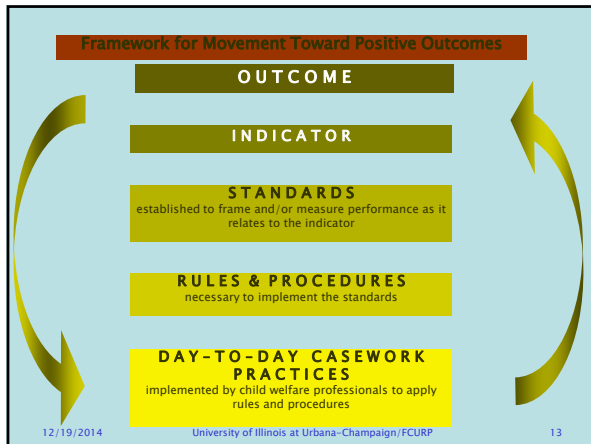 Framework for Movement Toward Positive Outcomes
OUTCOME
INDICATOR
STANDARDS
established to frame and/or measure performance as it
relates to the indicator
RULES & PROCEDURES
necessary to implement the standards
DAY-TO-DAY CASEWORK
PRACTICES
implemented by child welfare professionals to apply
rules and procedures
12/19/2014 University of Illinois at Urbana-Champaign/FCURP 13